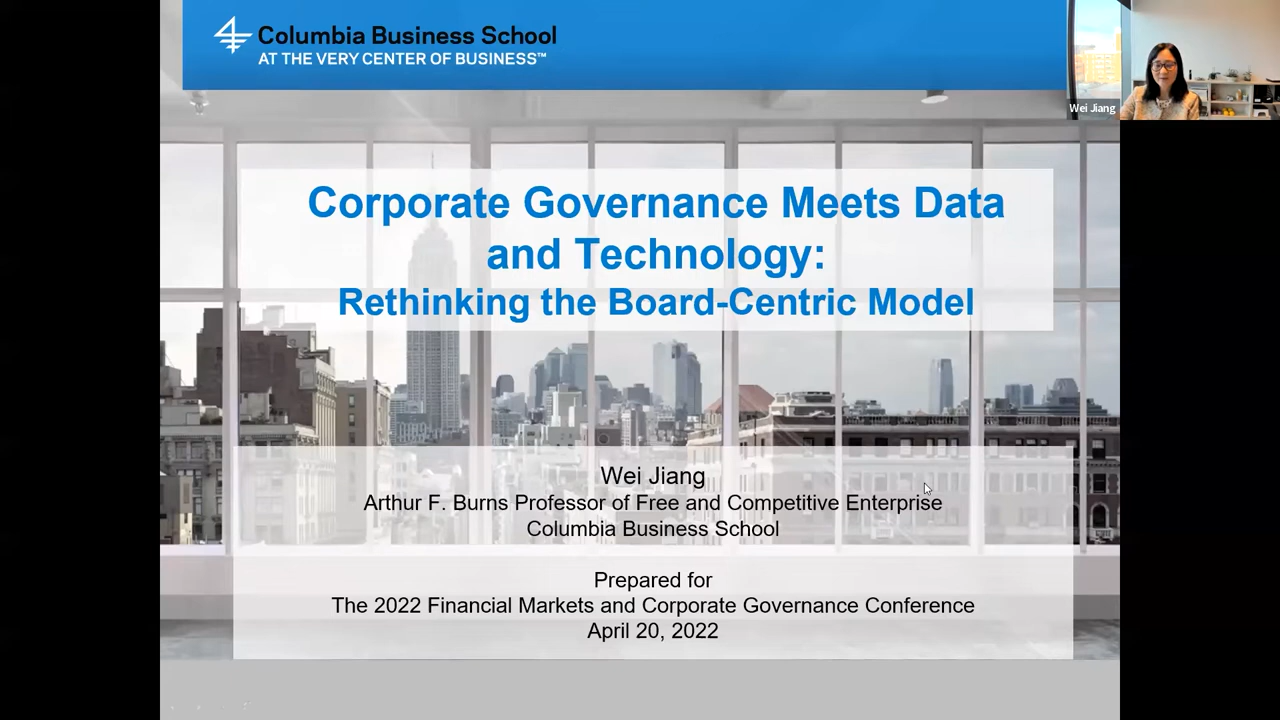 Columbia Business School
AT THE VERY CENTER OF BUSINESS™
Wei Jiang
Corporate Governance Meets Data
and Technology:
Rethinking the Board-Centric Model
Wei Jiang
Arthur F. Burns Professor of Free and Competitive Enterprise
Columbia Business School
Prepared for
The 2022 Financial Markets and Corporate Governance Conference
April 20, 2022